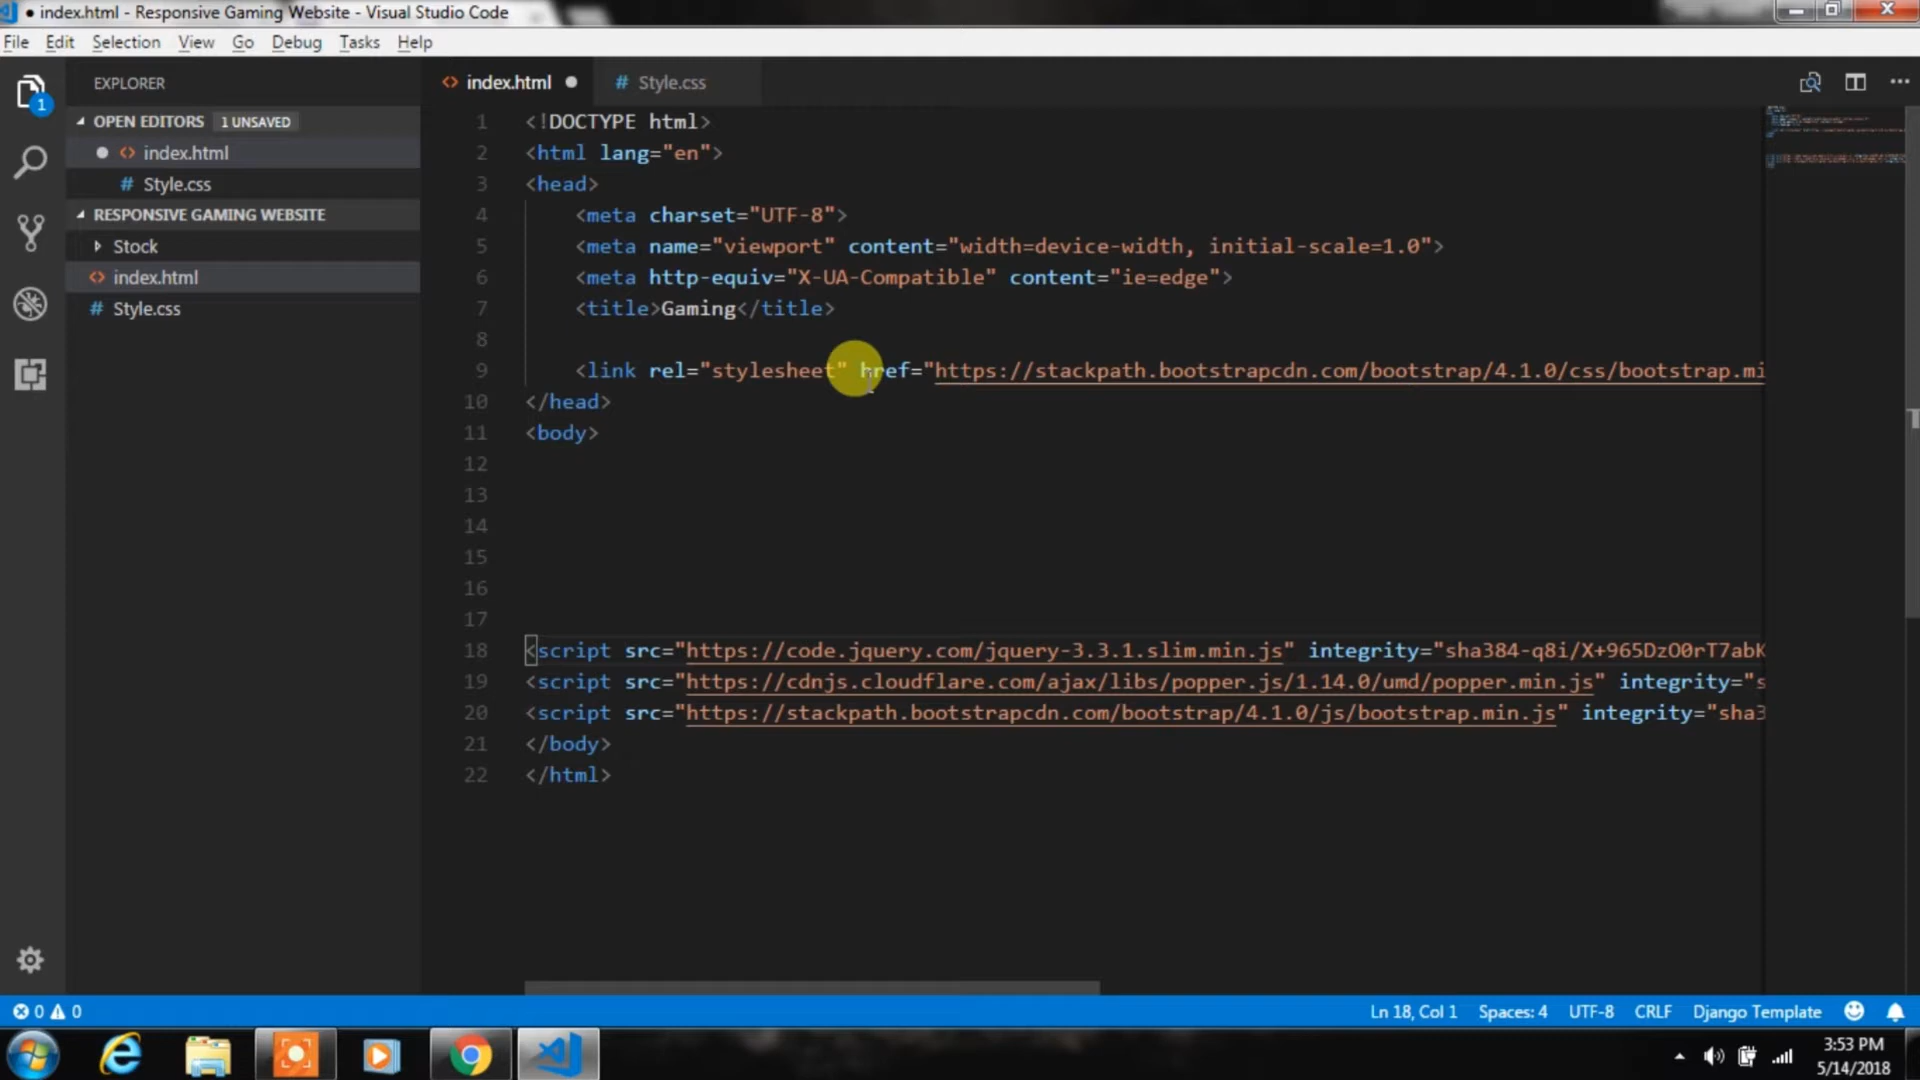 index.html - Responsive Gaming Website - Visual Studio Code
File Edit Selection View Go Debug Tasks Help
1
EXPLORER
OPEN EDITORS 1 UNSAVED
index.html
# Style.css
RESPONSIVE GAMING WEBSITE
Stock
index.html
# Style.css
index.html # Style.css
1 <!DOCTYPE html>
2 <html lang="en">
3 <head>
4 <meta charset="UTF-8">
5 <meta name="viewport" content="width=device-width, initial-scale=1.0">
6 <meta http-equiv="X-UA-Compatible" content="ie=edge">
7 <title>Gaming</title>
8
9 <link rel="stylesheet" href="https://stackpath.bootstrapcdn.com/bootstrap/4.1.0/css/bootstrap.mi
10 </head>
11 <body>
12
13
14
15
16
17
18 <script src="https://code.jquery.com/jquery-3.3.1.slim.min.js" integrity="sha384-q8i/X+965DzO0rT7abK
19 <script src="https://cdnjs.cloudflare.com/ajax/libs/popper.js/1.14.0/umd/popper.min.js" integrity="s
20 <script src="https://stackpath.bootstrapcdn.com/bootstrap/4.1.0/js/bootstrap.min.js" integrity="sha3
21 </body>
22 </html>
0 0 Ln 18, Col 1 Spaces: 4 UTF-8 CRLF Django Template
3:53 PM
5/14/2018